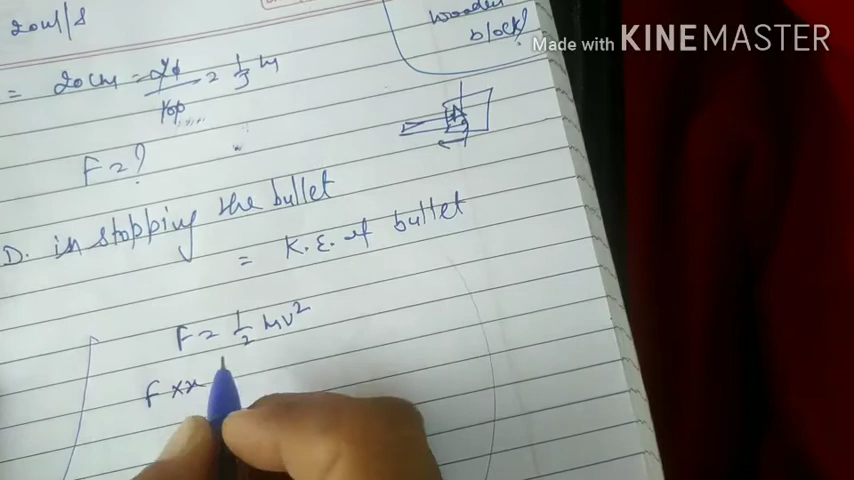 20m/s
wooden
block?
Made with KINEMASTER
= 20cm = 20/100 = 1/5 m
F = ?
D. in stopping the bullet
= K.E. of bullet
F = 1/2 mv²
F xx